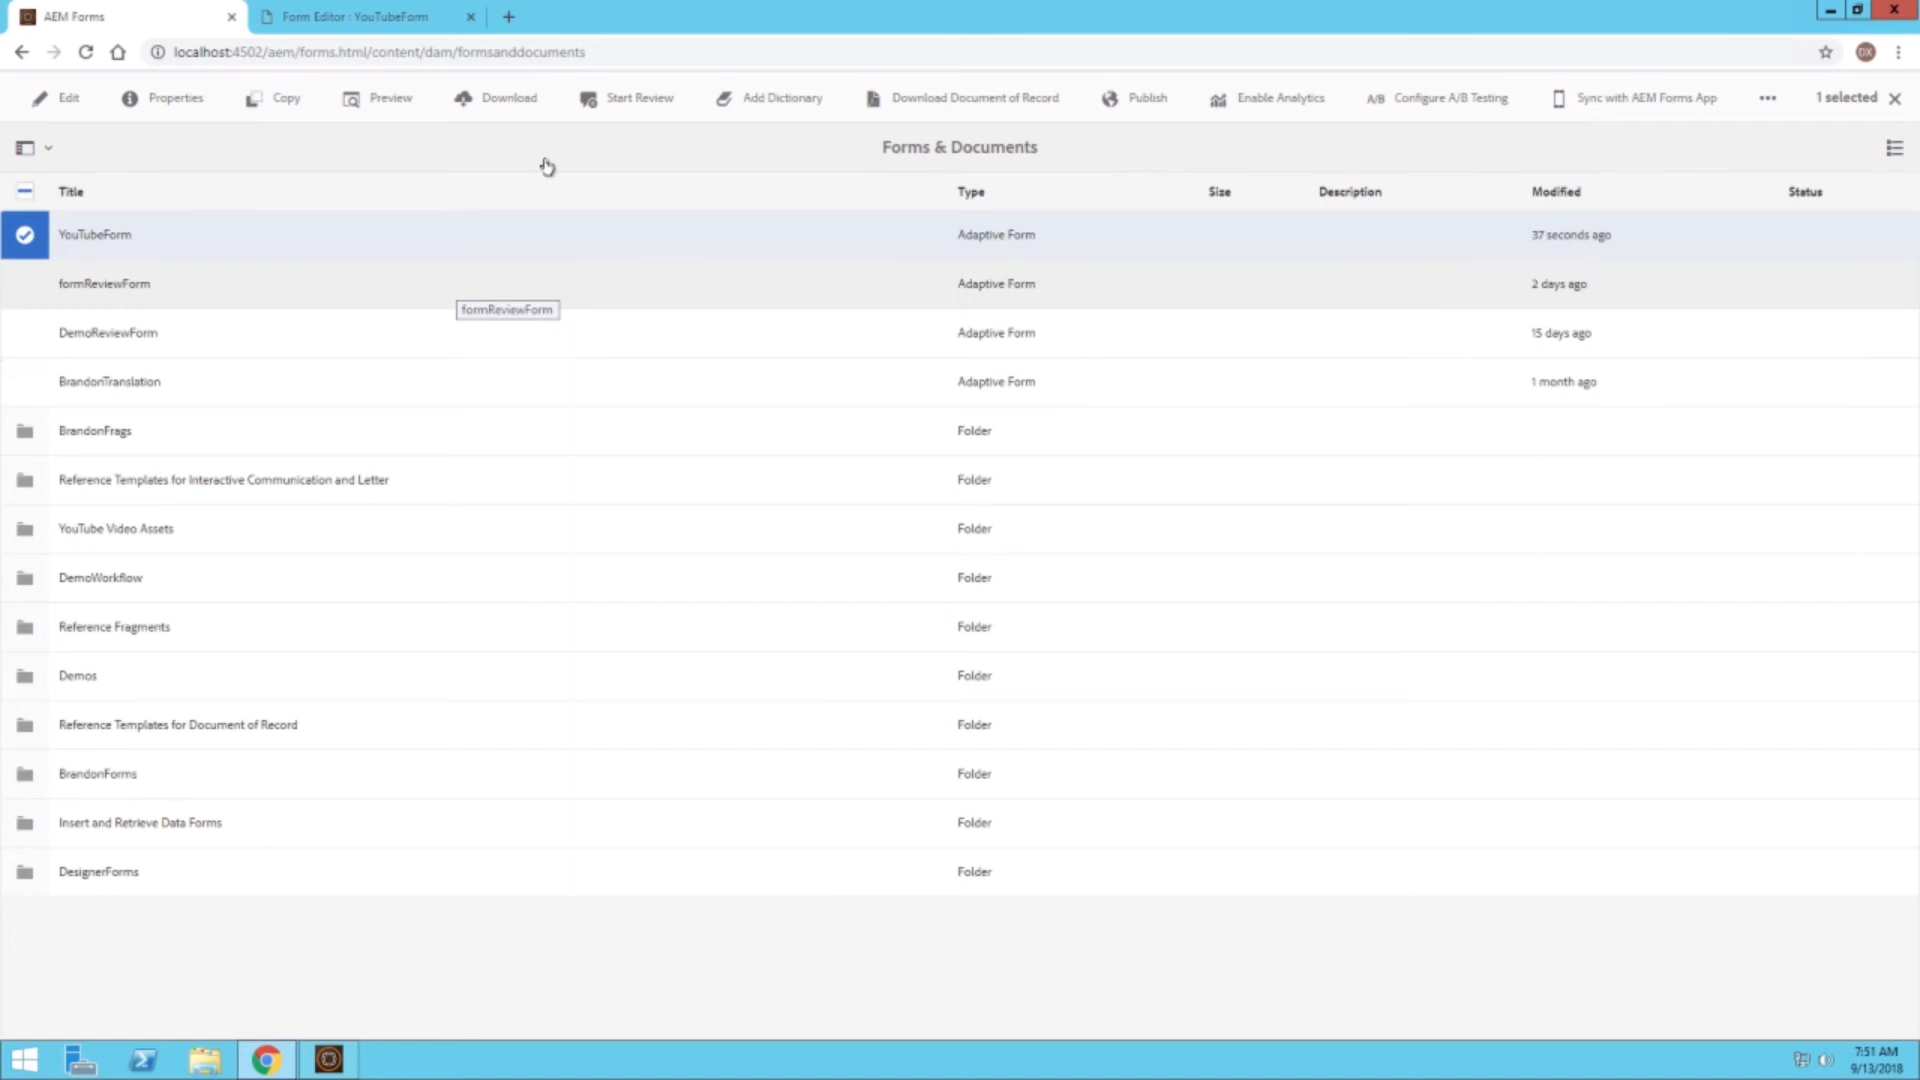 AEM Forms
Form Editor : YouTubeForm
localhost:4502/aem/forms.html/content/dam/formsanddocuments
DX
Edit Properties Copy Preview Download Start Review Add Dictionary Download Document of Record Publish Enable Analytics A/B Configure A/B Testing Sync with AEM Forms App 1 selected
Forms & Documents
Title Type Size Description Modified Status
YouTubeForm Adaptive Form 37 seconds ago
formReviewForm Adaptive Form 2 days ago
formReviewForm
DemoReviewForm Adaptive Form 15 days ago
BrandonTranslation Adaptive Form 1 month ago
BrandonFrags Folder
Reference Templates for Interactive Communication and Letter Folder
YouTube Video Assets Folder
DemoWorkflow Folder
Reference Fragments Folder
Demos Folder
Reference Templates for Document of Record Folder
BrandonForms Folder
Insert and Retrieve Data Forms Folder
DesignerForms Folder
7:51 AM
9/13/2018